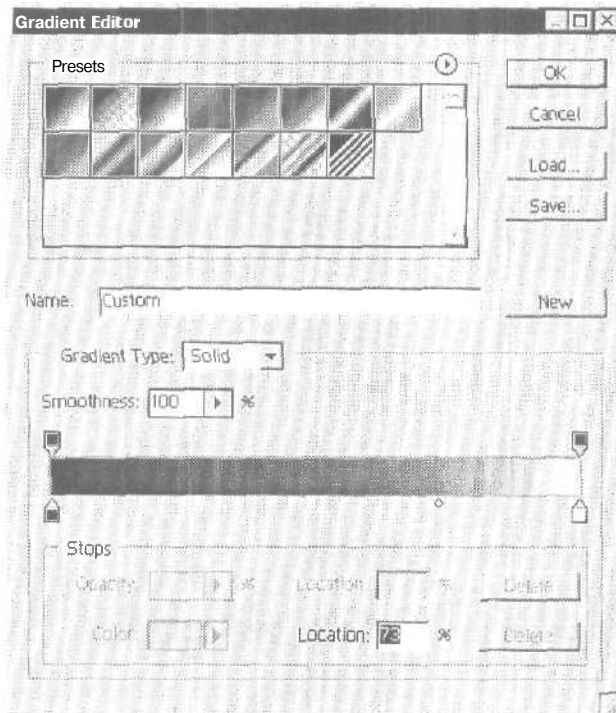 Gradient Editor
Presets
OK
Cancel
Load...
Save...
Name: Custom
New
Gradient Type: Solid
Smoothness: 100 %
Stops
Opacity: % Location: % Delete
Color: Location: 73 % Delete